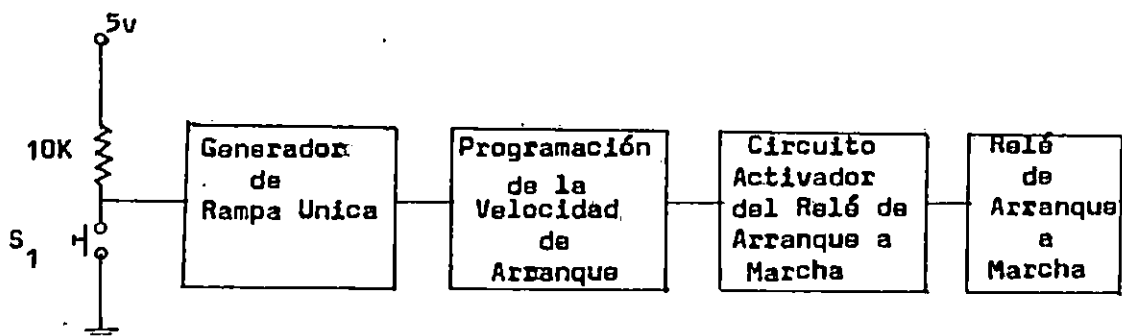 5v
10K
S1
Generador
de
Rampa Unica
Programación
de la
Velocidad
de
Arranque
Circuito
Activador
del Relé de
Arranque a
Marcha
Relé
de
Arranque
a
Marcha